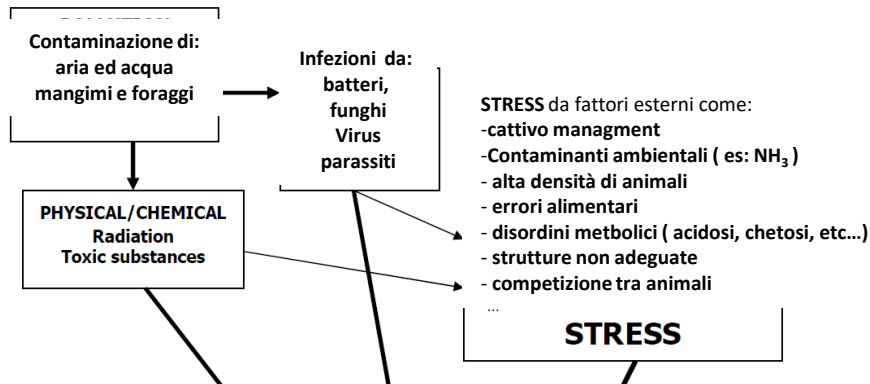 Contaminazione di:
aria ed acqua
mangimi e foraggi
Infezioni da:
batteri,
funghi
Virus
parassiti
STRESS da fattori esterni come:
-cattivo managment
-Contaminanti ambientali ( es: NH₃ )
- alta densità di animali
- errori alimentari
- disordini metbolici ( acidosi, chetosi, etc…)
- strutture non adeguate
- competizione tra animali
...
STRESS
PHYSICAL/CHEMICAL
Radiation
Toxic substances